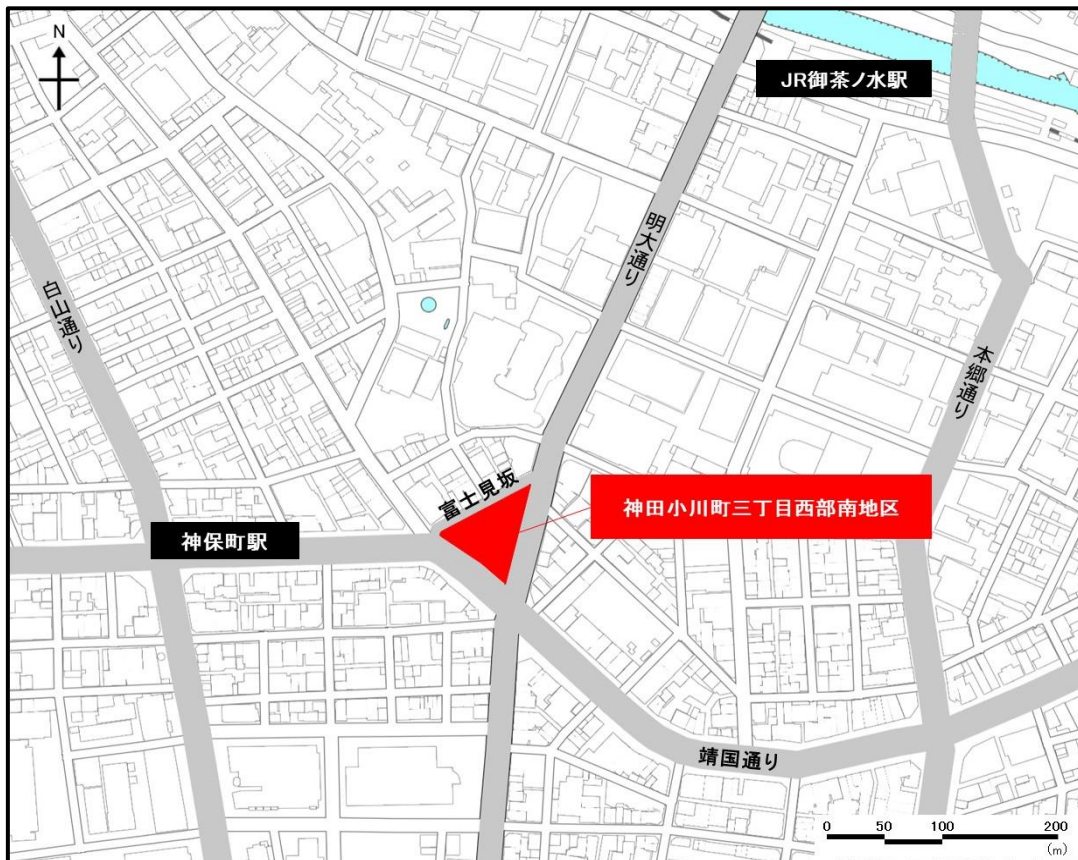 N
JR御茶ノ水駅
明大通り
白山通り
本郷通り
富士見坂
神田小川町三丁目西部南地区
神保町駅
靖国通り
0 50 100 200
(m)